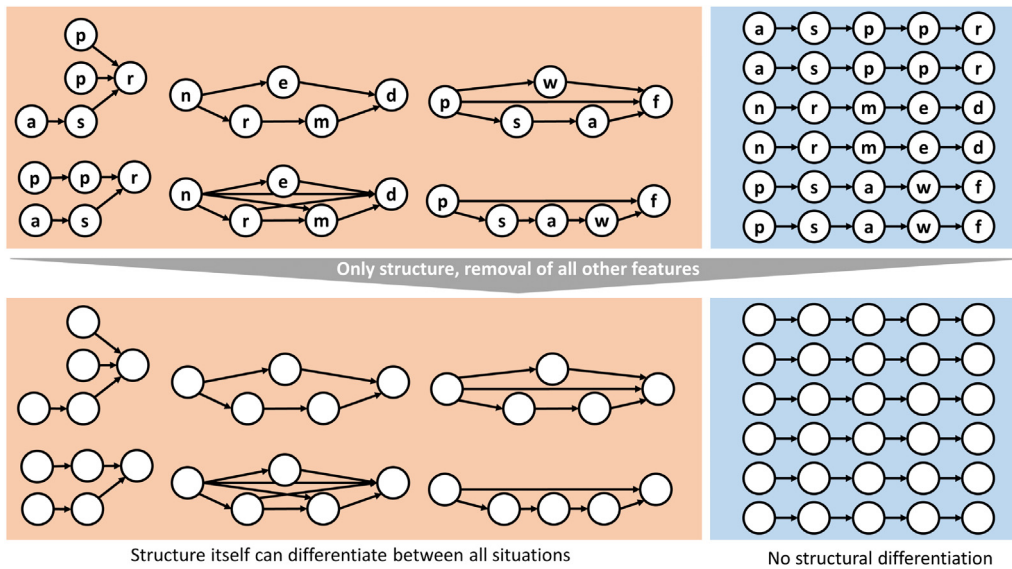 p
p r
a s
n e d
r m
p w f
s a
p p r
a s
n e d
r m
p f
s a w
a s p p r
a s p p r
n r m e d
n r m e d
p s a w f
p s a w f
Only structure, removal of all other features
Structure itself can differentiate between all situations
No structural differentiation